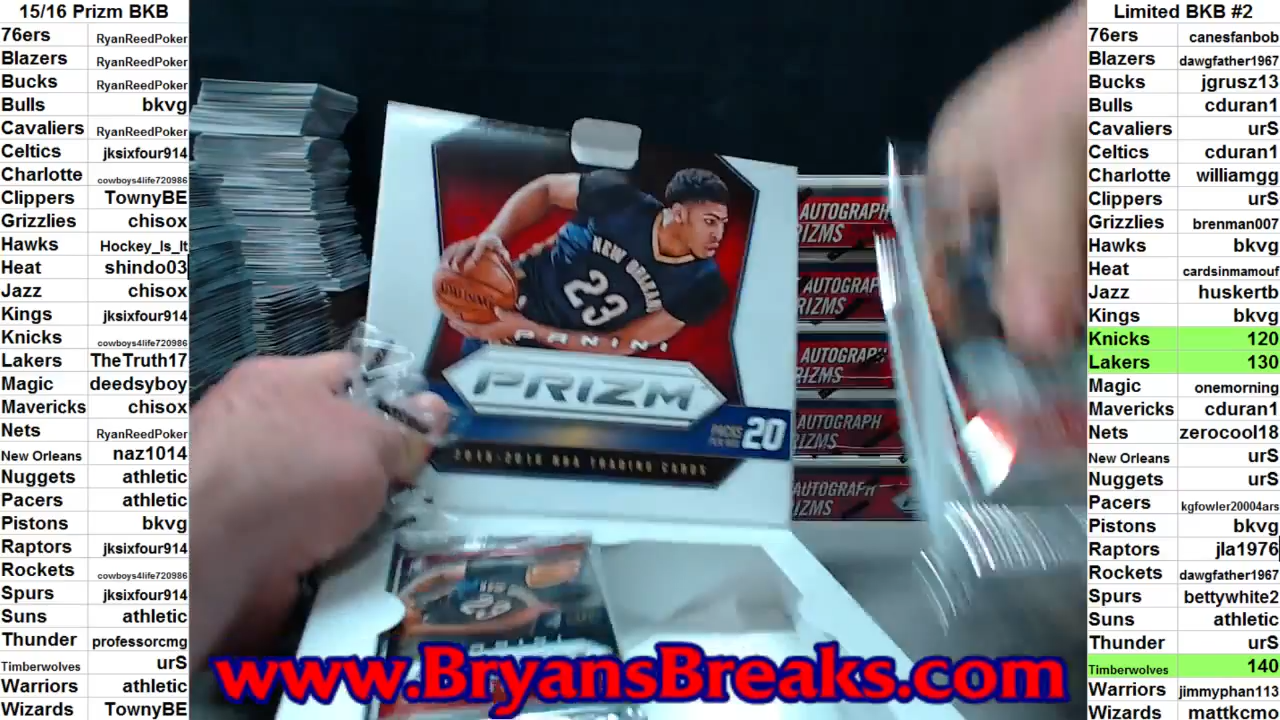 15/16 Prizm BKB
76ers RyanReedPoker
Blazers RyanReedPoker
Bucks RyanReedPoker
Bulls bkvg
Cavaliers RyanReedPoker
Celtics jksixfour914
Charlotte cowboys4life720986
Clippers TownyBE
Grizzlies chisox
Hawks Hockey_Is_It
Heat shindo03
Jazz chisox
Kings jksixfour914
Knicks cowboys4life720986
Lakers TheTruth17
Magic deedsyboy
Mavericks chisox
Nets RyanReedPoker
New Orleans naz1014
Nuggets athletic
Pacers athletic
Pistons bkvg
Raptors jksixfour914
Rockets cowboys4life720986
Spurs jksixfour914
Suns athletic
Thunder professorcmg
Timberwolves urS
Warriors athletic
Wizards TownyBE
NEW ORLEANS
23
PANINI
PRIZM
PACKS PER BOX 20
2015-2016 NBA TRADING CARDS
AUTOGRAPH
RIZMS
AUTOGRAP
RIZMS
AUTOGRAPH
RIZMS
AUTOGRAPH
RIZMS
AUTOGRAPH
IZMS
www.BryansBreaks.com
Limited BKB #2
76ers canesfanbob
Blazers dawgfather1967
Bucks jgrusz13
Bulls cduran1
Cavaliers urS
Celtics cduran1
Charlotte williamgg
Clippers urS
Grizzlies brenman007
Hawks bkvg
Heat cardsinmamouf
Jazz huskertb
Kings bkvg
Knicks 120
Lakers 130
Magic onemorning
Mavericks cduran1
Nets zerocool18
New Orleans urS
Nuggets urS
Pacers kgfowler20004ars
Pistons bkvg
Raptors jla1976
Rockets dawgfather1967
Spurs bettywhite2
Suns athletic
Thunder urS
Timberwolves 140
Warriors jimmyphan113
Wizards mattkcmo